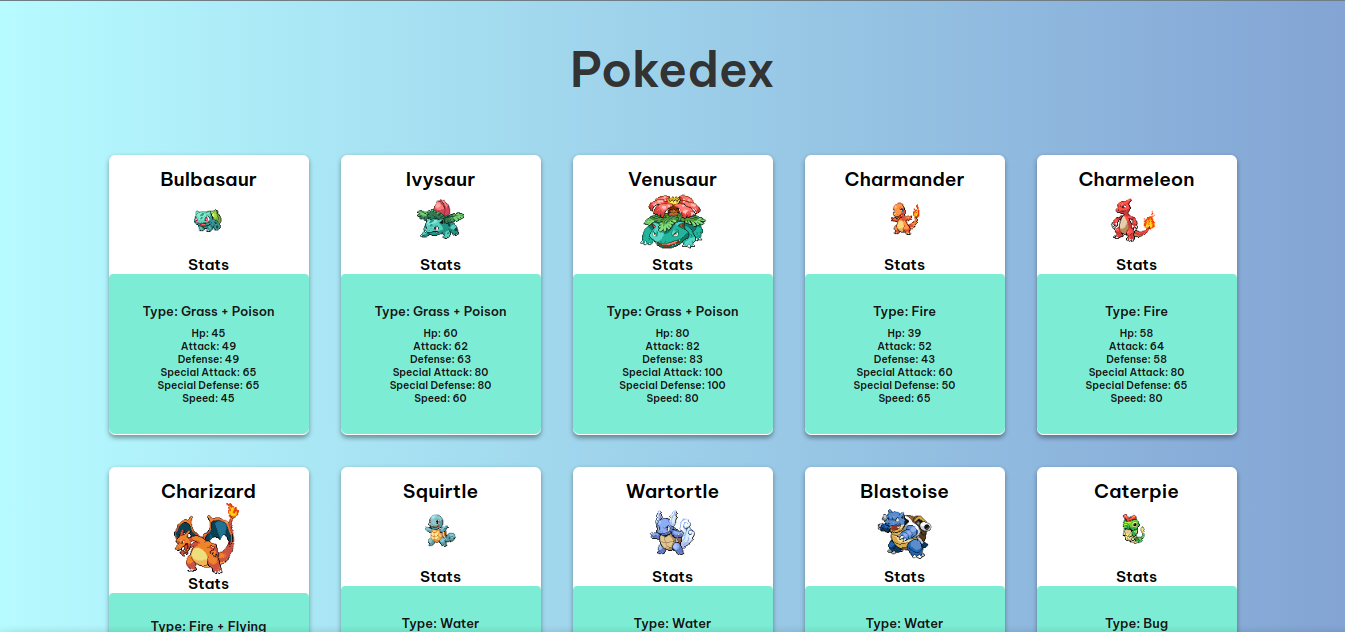 Pokedex
Bulbasaur
Stats
Type: Grass + Poison
Hp: 45
Attack: 49
Defense: 49
Special Attack: 65
Special Defense: 65
Speed: 45
Ivysaur
Stats
Type: Grass + Poison
Hp: 60
Attack: 62
Defense: 63
Special Attack: 80
Special Defense: 80
Speed: 60
Venusaur
Stats
Type: Grass + Poison
Hp: 80
Attack: 82
Defense: 83
Special Attack: 100
Special Defense: 100
Speed: 80
Charmander
Stats
Type: Fire
Hp: 39
Attack: 52
Defense: 43
Special Attack: 60
Special Defense: 50
Speed: 65
Charmeleon
Stats
Type: Fire
Hp: 58
Attack: 64
Defense: 58
Special Attack: 80
Special Defense: 65
Speed: 80
Charizard
Stats
Type: Fire + Flying
Squirtle
Stats
Type: Water
Wartortle
Stats
Type: Water
Blastoise
Stats
Type: Water
Caterpie
Stats
Type: Bug